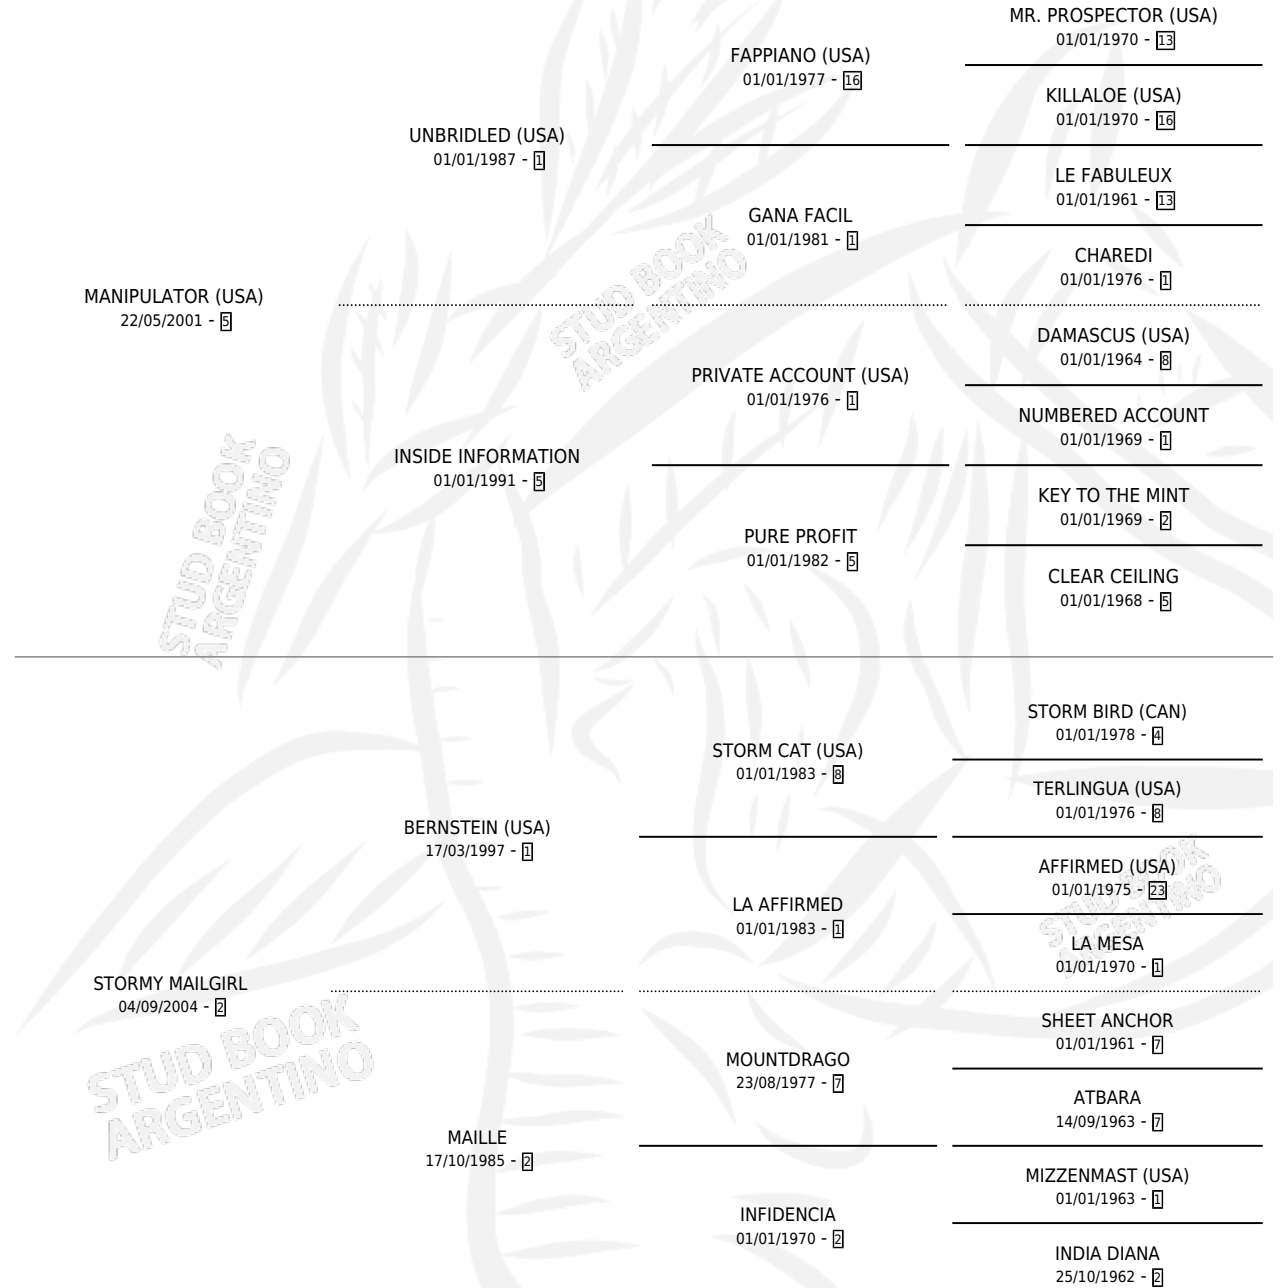 MR. PROSPECTOR (USA)
01/01/1970 - 13
FAPPIANO (USA)
01/01/1977 - 16
KILLALOE (USA)
01/01/1970 - 16
UNBRIDLED (USA)
01/01/1987 - 1
LE FABULEUX
01/01/1961 - 13
GANA FACIL
01/01/1981 - 1
CHAREDI
01/01/1976 - 1
MANIPULATOR (USA)
22/05/2001 - 5
DAMASCUS (USA)
01/01/1964 - 8
PRIVATE ACCOUNT (USA)
01/01/1976 - 1
NUMBERED ACCOUNT
01/01/1969 - 1
INSIDE INFORMATION
01/01/1991 - 5
KEY TO THE MINT
01/01/1969 - 2
PURE PROFIT
01/01/1982 - 5
CLEAR CEILING
01/01/1968 - 5
STORM BIRD (CAN)
01/01/1978 - 4
STORM CAT (USA)
01/01/1983 - 8
TERLINGUA (USA)
01/01/1976 - 8
BERNSTEIN (USA)
17/03/1997 - 1
AFFIRMED (USA)
01/01/1975 - 23
LA AFFIRMED
01/01/1983 - 1
LA MESA
01/01/1970 - 1
STORMY MAILGIRL
04/09/2004 - 2
SHEET ANCHOR
01/01/1961 - 7
MOUNTDRAGO
23/08/1977 - 7
ATBARA
14/09/1963 - 7
MAILLE
17/10/1985 - 2
MIZZENMAST (USA)
01/01/1963 - 1
INFIDENCIA
01/01/1970 - 2
INDIA DIANA
25/10/1962 - 2
STUD BOOK
ARGENTINO
STUD BOOK
ARGENTINO
STUD BOOK
ARGENTINO
STUD BOOK
ARGENTINO